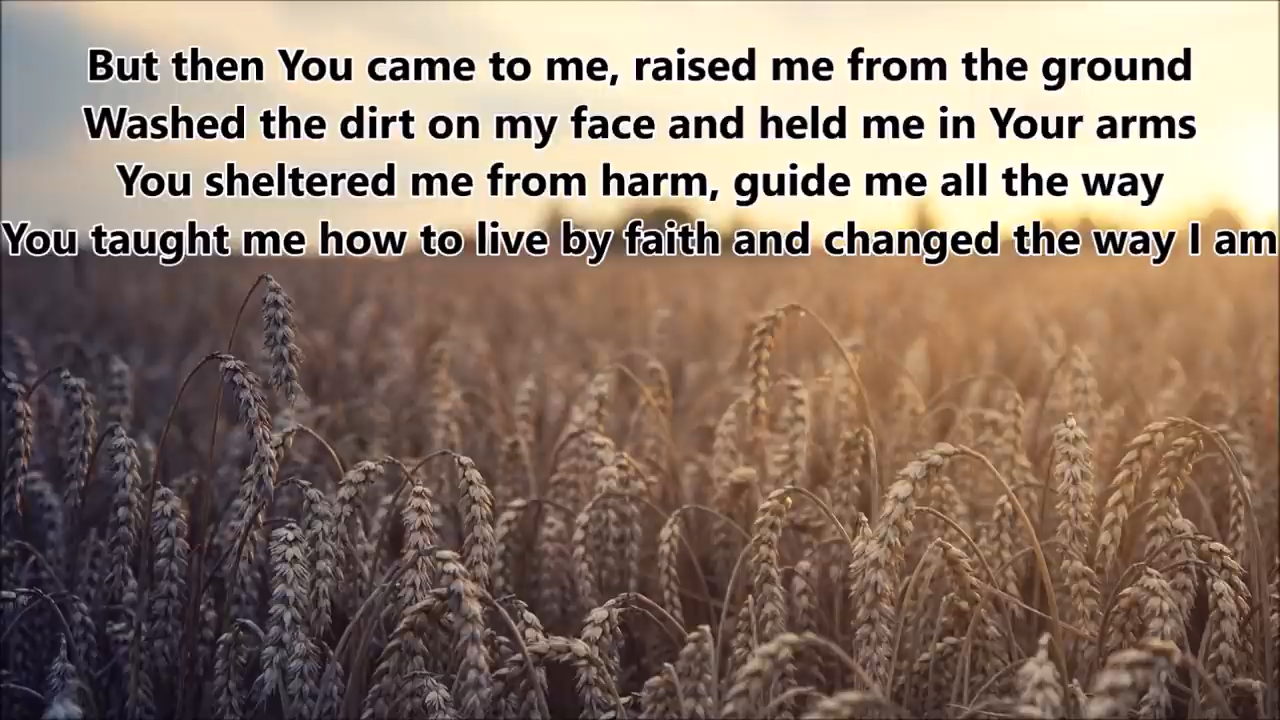 But then You came to me, raised me from the ground
Washed the dirt on my face and held me in Your arms
You sheltered me from harm, guide me all the way
You taught me how to live by faith and changed the way I am